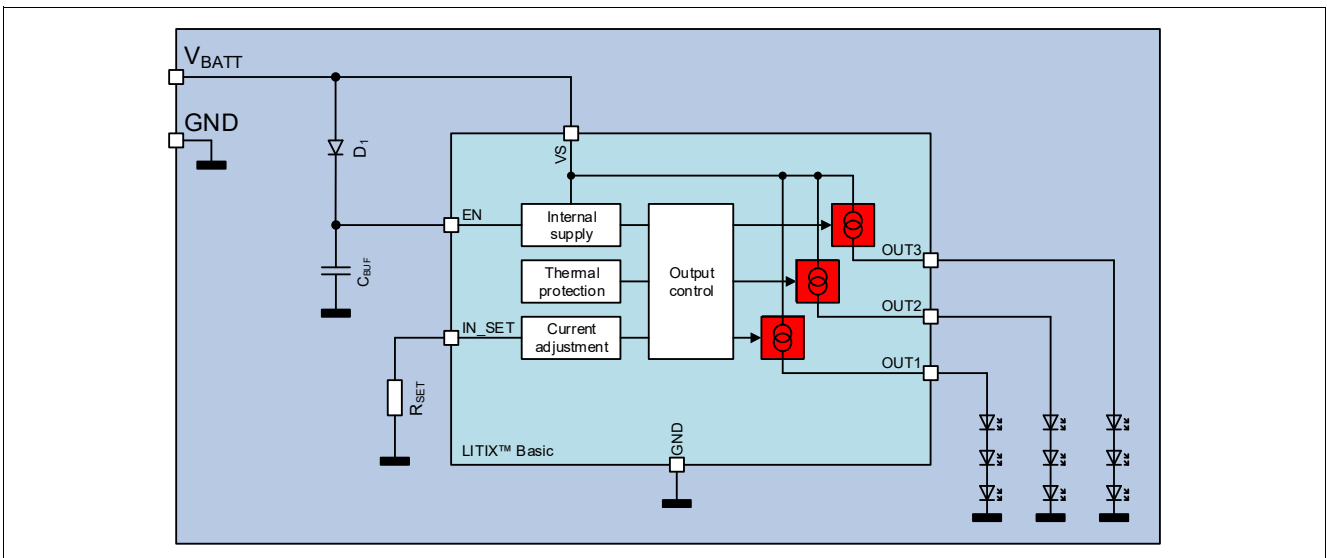 VBATT
GND
D1
VS
EN
Internal
supply
CBUF
Thermal
protection
Output
control
OUT3
OUT2
IN_SET
Current
adjustment
OUT1
RSET
GND
LITIX™ Basic